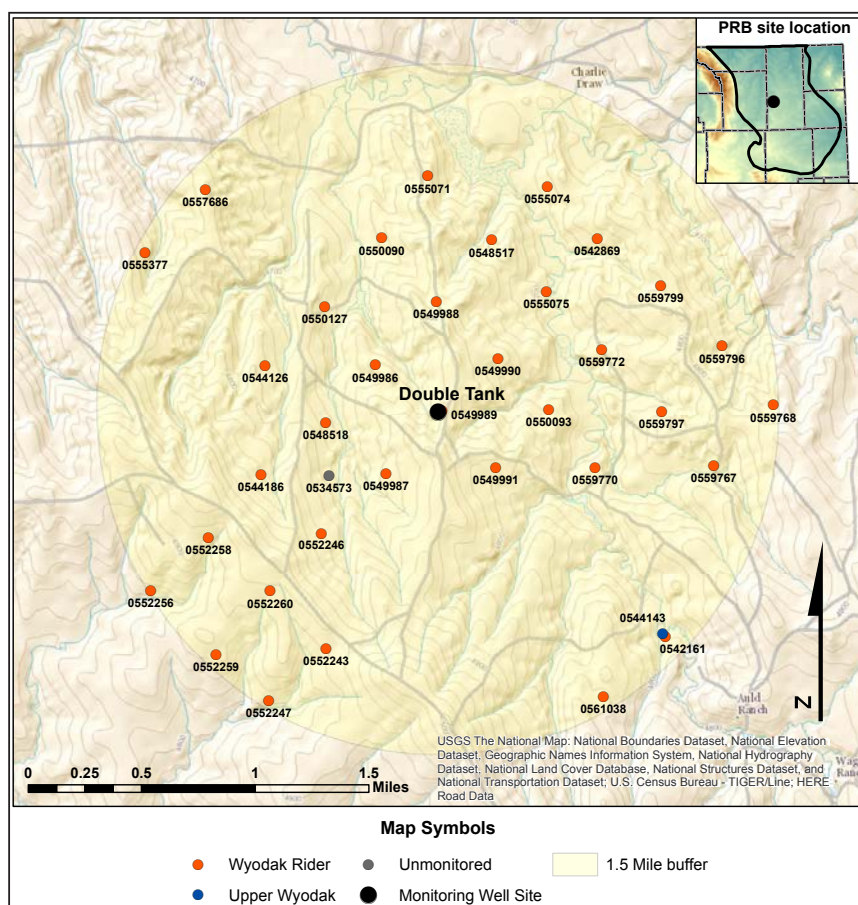 PRB site location
Charlie
Draw
0557686
0555071
0555074
0555377
0550090
0548517
0542869
0559799
0550127
0549988
0555075
0544126
0549986
0549990
0559772
0559796
Double Tank
0549989
0550093
0559797
0559768
0548518
0544186
0534573
0549987
0549991
0559770
0559767
0552258
0552246
0552256
0552260
0544143
0542161
0552259
0552243
0552247
0561038
Auld
Ranch
N
USGS The National Map: National Boundaries Dataset, National Elevation
Dataset, Geographic Names Information System, National Hydrography
Dataset, National Land Cover Database, National Structures Dataset, and
National Transportation Dataset; U.S. Census Bureau - TIGER/Line; HERE
Road Data
0 0.25 0.5 1 1.5
Miles
Map Symbols
Wyodak Rider
Unmonitored
1.5 Mile buffer
Upper Wyodak
Monitoring Well Site